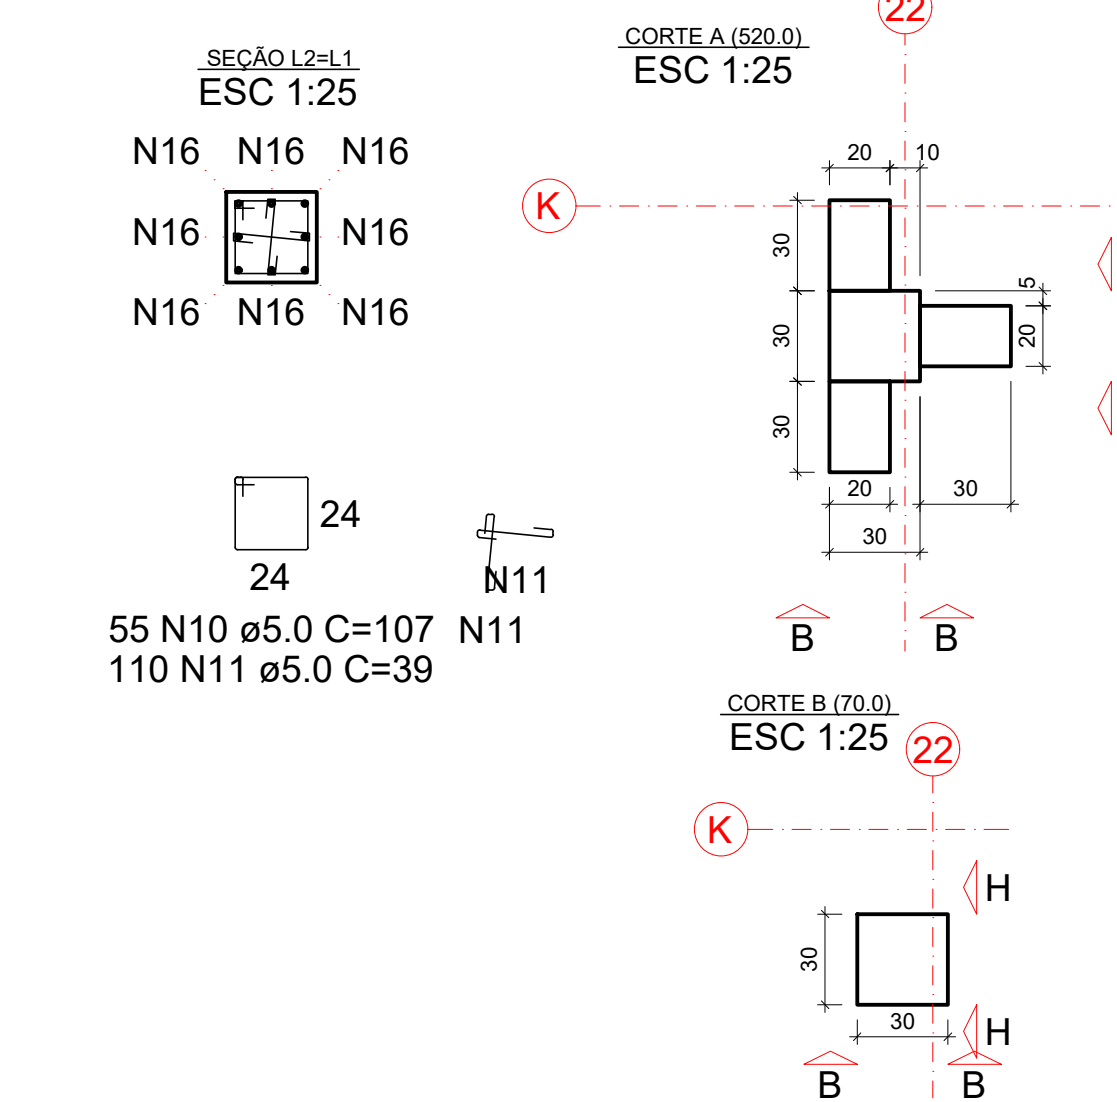 SEÇÃO L2=L1
ESC 1:25
N16 N16 N16
N16 N16
N16 N16 N16
24
24
N11
55 N10 ø5.0 C=107 N11
110 N11 ø5.0 C=39
22
CORTE A (520.0)
ESC 1:25
20 10
K
30
5
30
20
30
20 30
30
B B
CORTE B (70.0)
ESC 1:25
22
K
H
30
30
H
B B